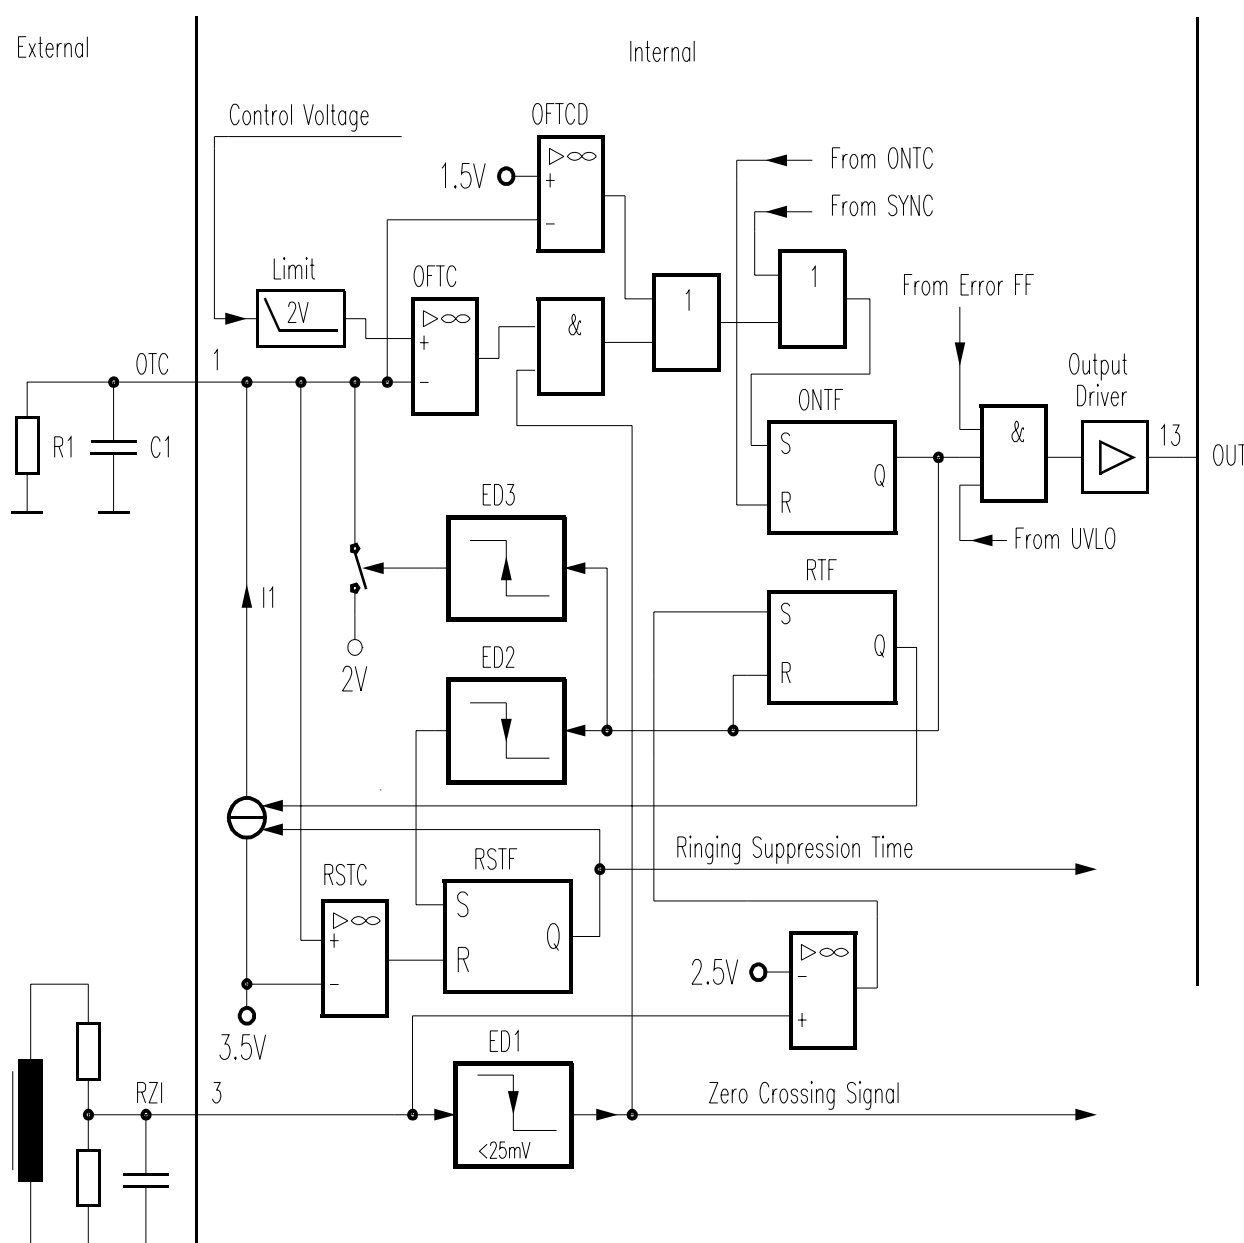 External
Internal
Control Voltage
OFTCD
1.5V
+
−
From ONTC
From SYNC
Limit
2V
OFTC
+
−
&
1
1
From Error FF
OTC
1
Output
Driver
R1
C1
ONTF
S
R
Q
&
13
OUT
From UVLO
ED3
I1
2V
ED2
RTF
S
R
Q
Ringing Suppression Time
RSTC
+
−
RSTF
S
R
Q
3.5V
2.5V
−
+
ED1
<25mV
RZI
3
Zero Crossing Signal